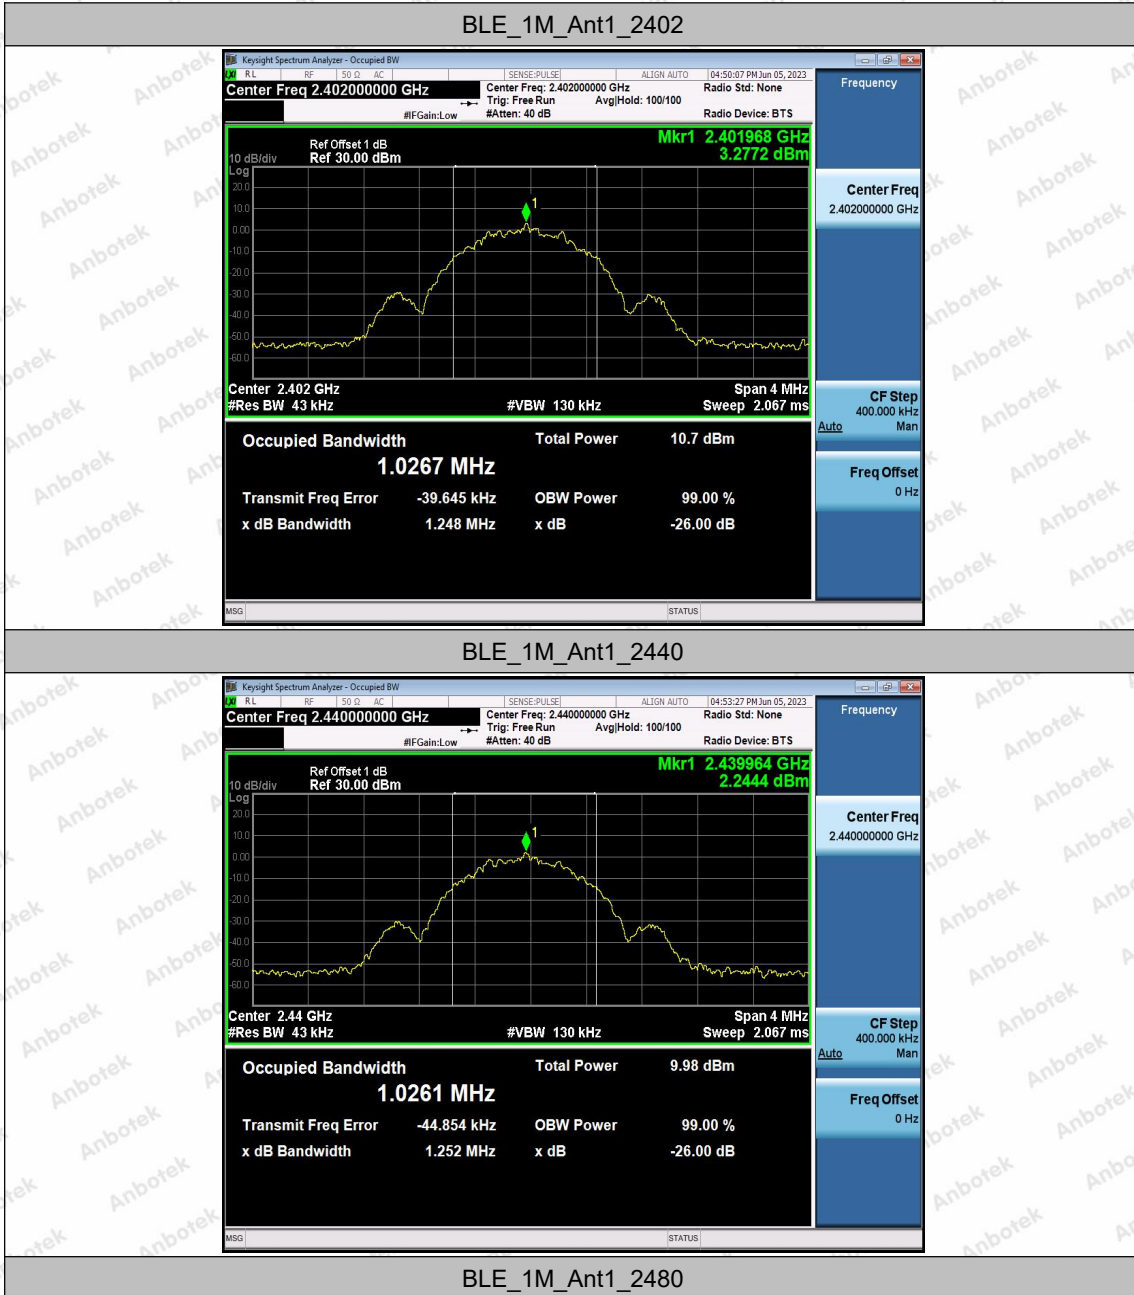 BLE_1M_Ant1_2402
Keysight Spectrum Analyzer - Occupied BW
LXI RL RF 50 Ω AC SENSE:PULSE ALIGN AUTO 04:50:07 PM Jun 05, 2023
Center Freq 2.402000000 GHz
Center Freq: 2.402000000 GHz Radio Std: None
Trig: Free Run Avg|Hold: 100/100
#IFGain:Low #Atten: 40 dB Radio Device: BTS
Frequency
Mkr1 2.401968 GHz
3.2772 dBm
Ref Offset 1 dB
10 dB/div Ref 30.00 dBm
Log
20.0
10.0
0.00
-10.0
-20.0
-30.0
-40.0
-50.0
-60.0
1
Center 2.402 GHz Span 4 MHz
#Res BW 43 kHz #VBW 130 kHz Sweep 2.067 ms
Center Freq
2.402000000 GHz
CF Step
400.000 kHz
Auto Man
Freq Offset
0 Hz
Occupied Bandwidth Total Power 10.7 dBm
1.0267 MHz
Transmit Freq Error -39.645 kHz OBW Power 99.00 %
x dB Bandwidth 1.248 MHz x dB -26.00 dB
MSG STATUS
BLE_1M_Ant1_2440
Keysight Spectrum Analyzer - Occupied BW
LXI RL RF 50 Ω AC SENSE:PULSE ALIGN AUTO 04:53:27 PM Jun 05, 2023
Center Freq 2.440000000 GHz
Center Freq: 2.440000000 GHz Radio Std: None
Trig: Free Run Avg|Hold: 100/100
#IFGain:Low #Atten: 40 dB Radio Device: BTS
Frequency
Mkr1 2.439964 GHz
2.2444 dBm
Ref Offset 1 dB
10 dB/div Ref 30.00 dBm
Log
20.0
10.0
0.00
-10.0
-20.0
-30.0
-40.0
-50.0
-60.0
1
Center 2.44 GHz Span 4 MHz
#Res BW 43 kHz #VBW 130 kHz Sweep 2.067 ms
Center Freq
2.440000000 GHz
CF Step
400.000 kHz
Auto Man
Freq Offset
0 Hz
Occupied Bandwidth Total Power 9.98 dBm
1.0261 MHz
Transmit Freq Error -44.854 kHz OBW Power 99.00 %
x dB Bandwidth 1.252 MHz x dB -26.00 dB
MSG STATUS
BLE_1M_Ant1_2480
Anbotek